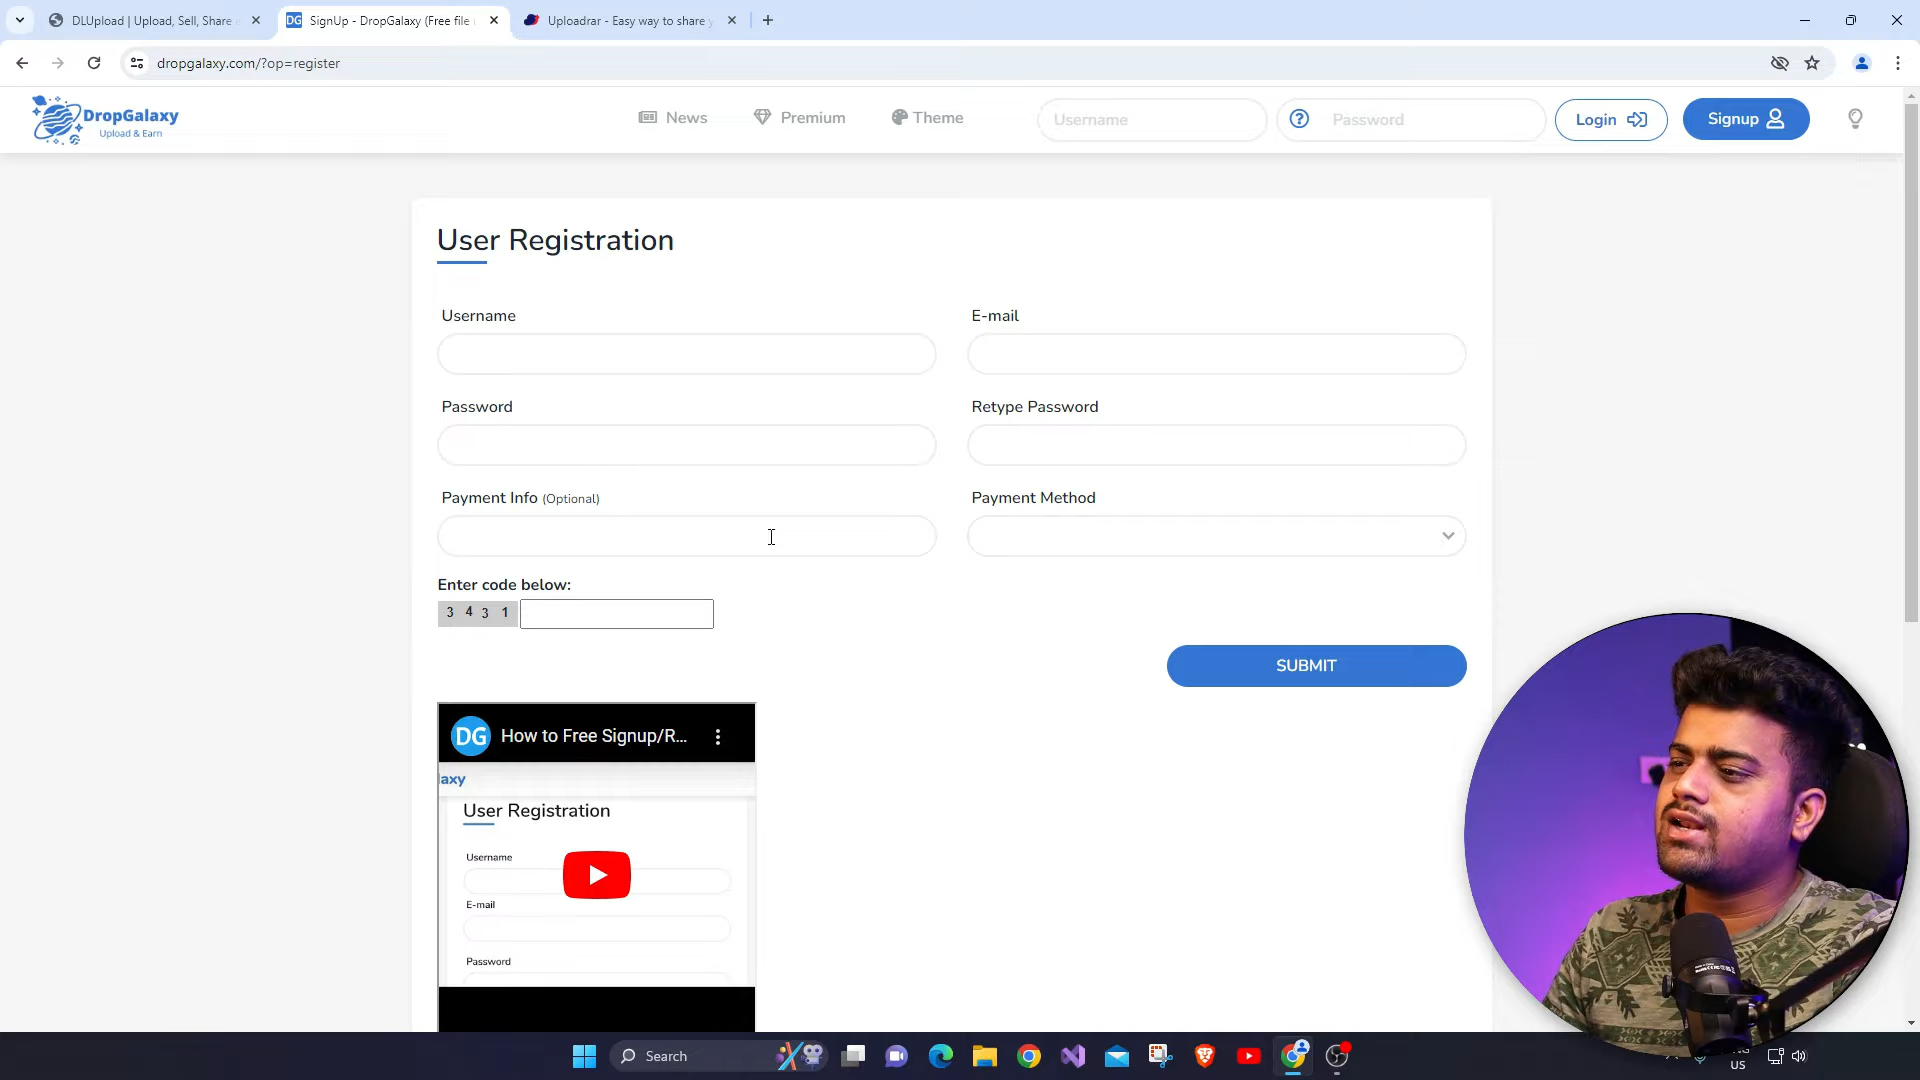 DLUpload | Upload, Sell, Share
SignUp - DropGalaxy (Free file
Uploadrar - Easy way to share
dropgalaxy.com/?op=register
DropGalaxy
Upload & Earn
News
Premium
Theme
Username
Password
Login
Signup
User Registration
Username
E-mail
Password
Retype Password
Payment Info (Optional)
Payment Method
Enter code below:
3 4 3 1
SUBMIT
DG How to Free Signup/R...
laxy
User Registration
Username
E-mail
Password
Search
US